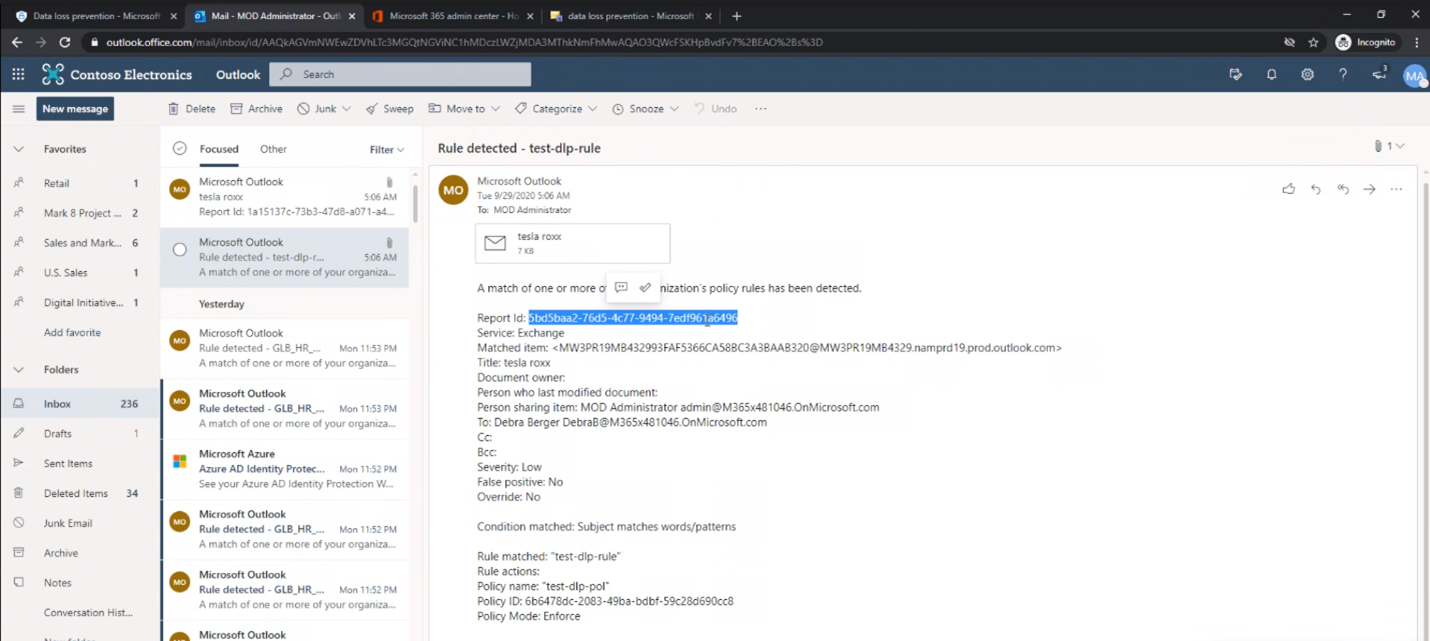 Data loss prevention - Microsoft
Mail - MOD Administrator - Outl
Microsoft 365 admin center - Ho
data loss prevention - Microsoft
outlook.office.com/mail/inbox/id/AAQkAGVmNWEwZDVhLTc3MGQtNGViNC1hMDczLWZjMDA3MThkNmFhMwAQAO3QWcFSKHpBvdFv7%2BEAO%2Bs%3D
Incognito
Contoso Electronics
Outlook
Search
3
MA
New message
Delete
Archive
Junk
Sweep
Move to
Categorize
Snooze
Undo
Favorites
Retail 1
Mark 8 Project ... 2
Sales and Mark... 6
U.S. Sales 1
Digital Initiative... 1
Add favorite
Folders
Inbox 236
Drafts 1
Sent Items
Deleted Items 34
Junk Email
Archive
Notes
Conversation Hist...
Focused
Other
Filter
MO
Microsoft Outlook
tesla roxx 5:06 AM
Report Id: 1a15137c-73b3-47d8-a071-a4...
Microsoft Outlook
Rule detected - test-dlp-r... 5:06 AM
A match of one or more of your organiza...
Yesterday
MO
Microsoft Outlook
Rule detected - GLB_HR_... Mon 11:53 PM
A match of one or more of your organiza...
MO
Microsoft Outlook
Rule detected - GLB_HR_... Mon 11:53 PM
A match of one or more of your organiza...
Microsoft Azure
Azure AD Identity Protec... Mon 11:52 PM
See your Azure AD Identity Protection W...
MO
Microsoft Outlook
Rule detected - GLB_HR_... Mon 11:52 PM
A match of one or more of your organiza...
MO
Microsoft Outlook
Rule detected - GLB_HR_... Mon 11:52 PM
A match of one or more of your organiza...
MO
Microsoft Outlook
Rule detected - test-dlp-rule
1
MO
Microsoft Outlook
Tue 9/29/2020 5:06 AM
To: MOD Administrator
tesla roxx
7 KB
A match of one or more o nization's policy rules has been detected.
Report Id: 5bd5baa2-76d5-4c77-9494-7edf961a6496
Service: Exchange
Matched item: <MW3PR19MB432993FAF5366CA58BC3A3BAAB320@MW3PR19MB4329.namprd19.prod.outlook.com>
Title: tesla roxx
Document owner:
Person who last modified document:
Person sharing item: MOD Administrator admin@M365x481046.OnMicrosoft.com
To: Debra Berger DebraB@M365x481046.OnMicrosoft.com
Cc:
Bcc:
Severity: Low
False positive: No
Override: No
Condition matched: Subject matches words/patterns
Rule matched: "test-dlp-rule"
Rule actions:
Policy name: "test-dlp-pol"
Policy ID: 6b6478dc-2083-49ba-bdbf-59c28d690cc8
Policy Mode: Enforce